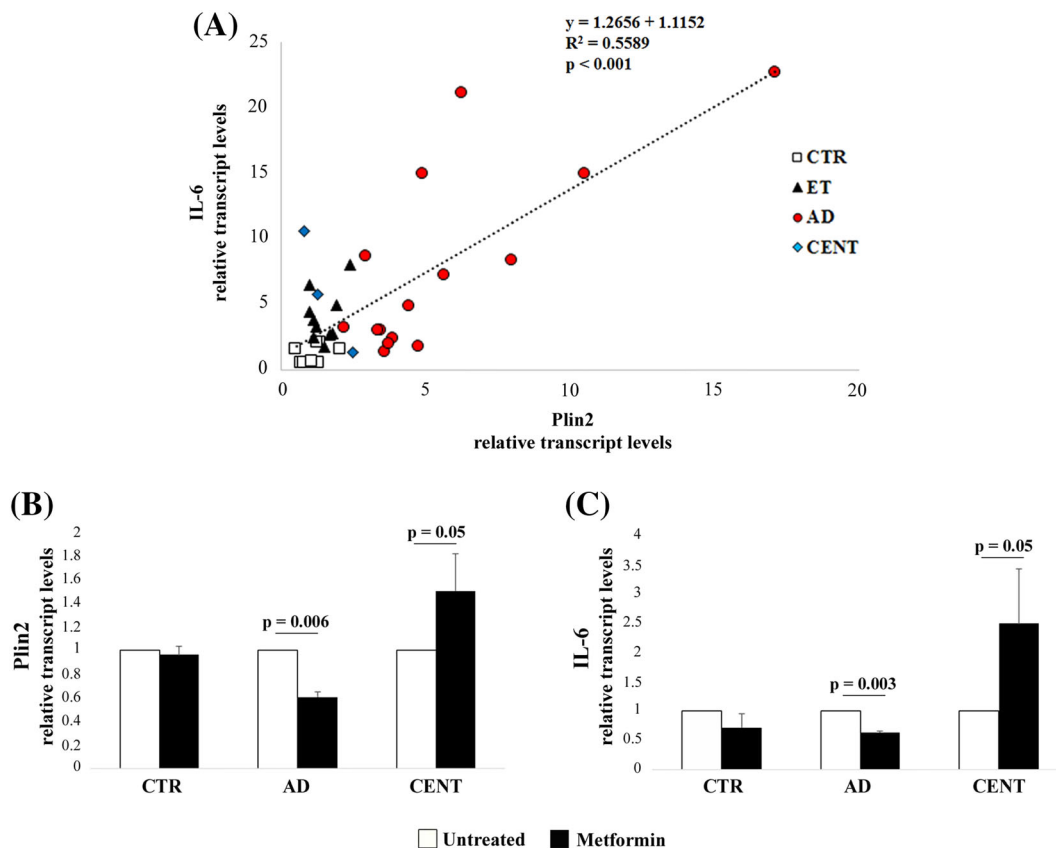 (A)
y = 1.2656 + 1.1152
R² = 0.5589
p < 0.001
25
20
15
10
5
0
IL-6
relative transcript levels
0 5 10 15 20
Plin2
relative transcript levels
CTR
ET
AD
CENT
(B)
Plin2
relative transcript levels
2
1.8
1.6
1.4
1.2
1
0.8
0.6
0.4
0.2
0
p = 0.006
p = 0.05
CTR AD CENT
(C)
IL-6
relative transcript levels
4
3.5
3
2.5
2
1.5
1
0.5
0
p = 0.003
p = 0.05
CTR AD CENT
Untreated Metformin